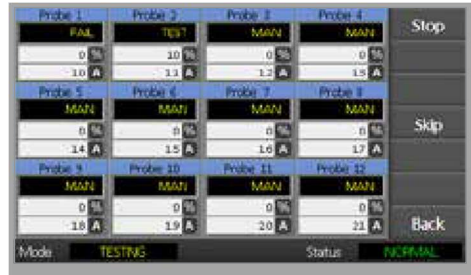 Probe 1 Probe 2 Probe 3 Probe 4 Stop
FAIL TEST MAN MAN
0 % 10 % 0 % 0 %
10 A 11 A 12 A 13 A
Probe 5 Probe 6 Probe 7 Probe 8
MAN MAN MAN MAN Skip
0 % 0 % 0 % 0 %
14 A 15 A 16 A 17 A
Probe 9 Probe 10 Probe 11 Probe 12
MAN MAN MAN MAN
0 % 0 % 0 % 0 %
18 A 19 A 20 A 21 A Back
Mode TESTING Status NORMAL